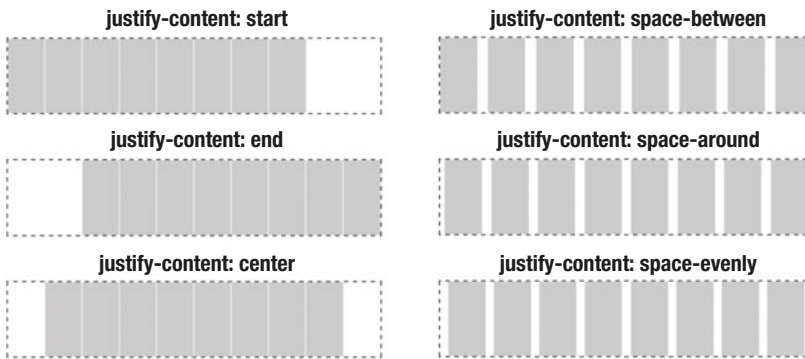 justify-content: start
justify-content: space-between
justify-content: end
justify-content: space-around
justify-content: center
justify-content: space-evenly